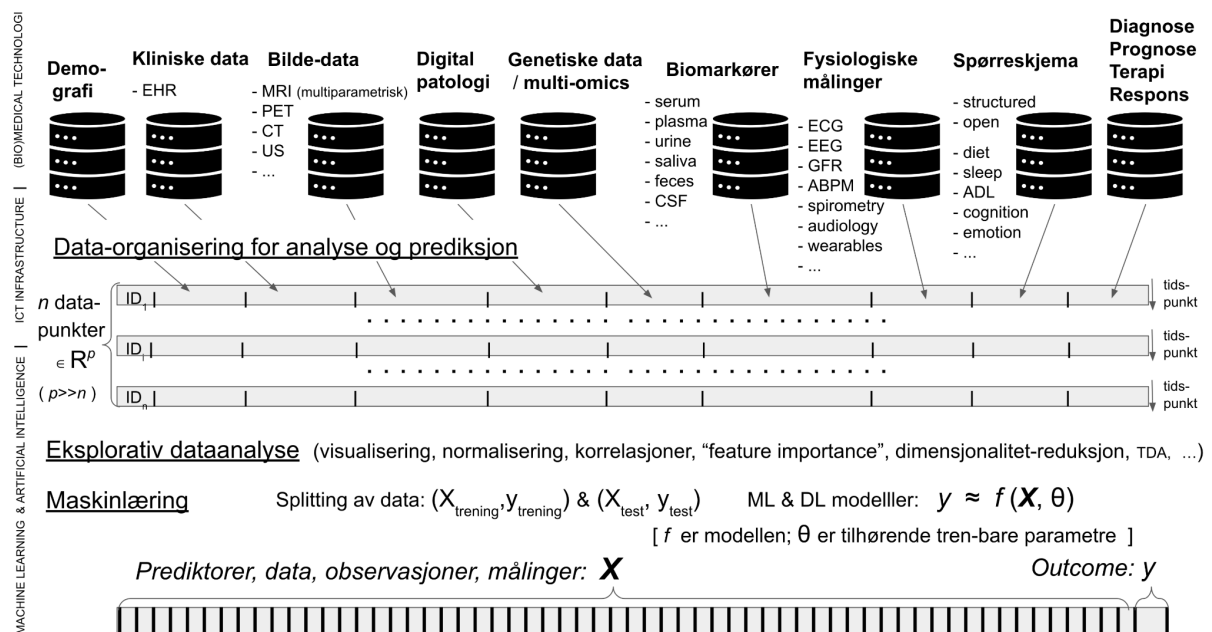 MACHINE LEARNING & ARTIFICIAL INTELLIGENCE | ICT INFRASTRUCTURE | (BIO)MEDICAL TECHNOLOGI
Demo-
grafi
Kliniske data
- EHR
Bilde-data
- MRI (multiparametrisk)
- PET
- CT
- US
- ...
Digital
patologi
Genetiske data
/ multi-omics
Biomarkører
- serum
- plasma
- urine
- saliva
- feces
- CSF
- ...
Fysiologiske
målinger
- ECG
- EEG
- GFR
- ABPM
- spirometry
- audiology
- wearables
- ...
Spørreskjema
- structured
- open
- diet
- sleep
- ADL
- cognition
- emotion
- ...
Diagnose
Prognose
Terapi
Respons
Data-organisering for analyse og prediksjon
n data-
punkter
∈ R^p
( p>>n )
ID_1
tids-
punkt
ID_i
tids-
punkt
ID_n
tids-
punkt
Eksplorativ dataanalyse (visualisering, normalisering, korrelasjoner, “feature importance”, dimensjonalitet-reduksjon, TDA, ...)
Maskinlæring Splitting av data: (X_trening,y_trening) & (X_test, y_test) ML & DL modelller: y ≈ f (X, θ)
[ f er modellen; θ er tilhørende tren-bare parametre ]
Prediktorer, data, observasjoner, målinger: X Outcome: y